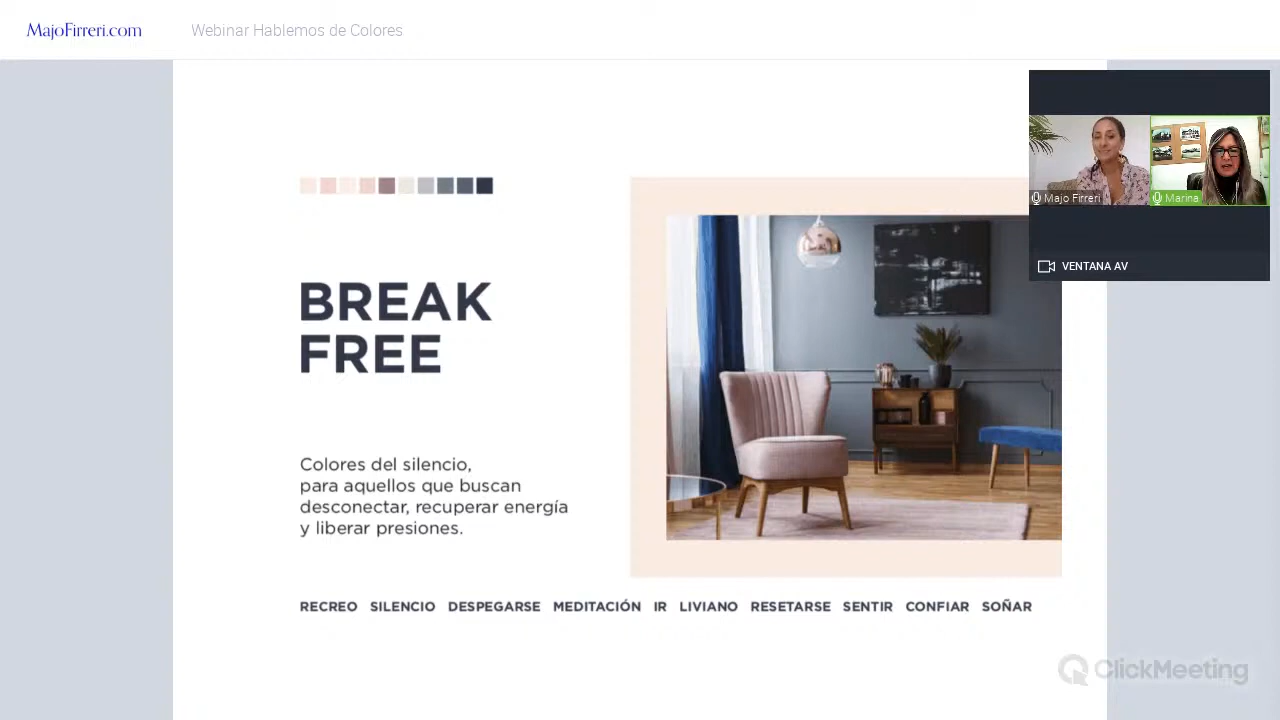 MajoFirreri.com
Webinar Hablemos de Colores
Majo Firreri
Marina
VENTANA AV
BREAK
FREE
Colores del silencio,
para aquellos que buscan
desconectar, recuperar energía
y liberar presiones.
RECREO SILENCIO DESPEGARSE MEDITACIÓN IR LIVIANO RESETARSE SENTIR CONFIAR SOÑAR
ClickMeeting